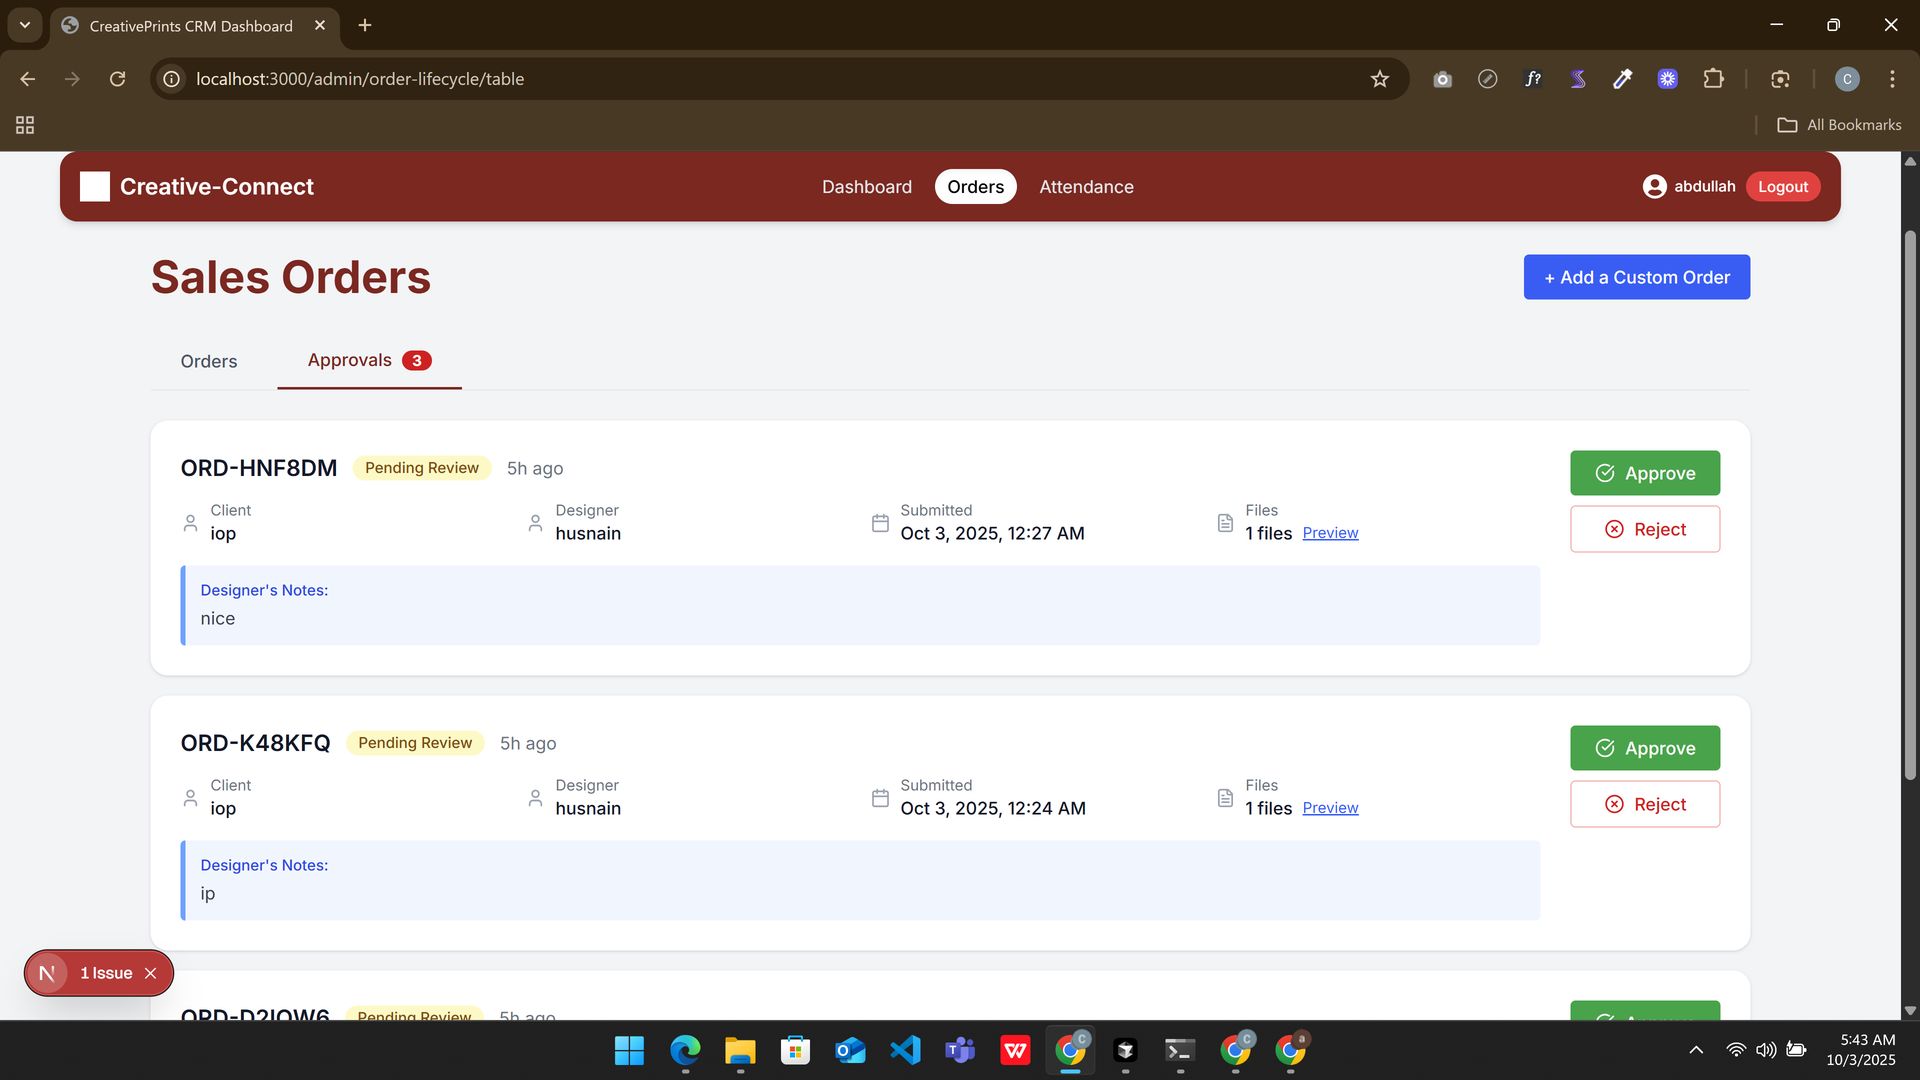 CreativePrints CRM Dashboard
localhost:3000/admin/order-lifecycle/table
f?
C
All Bookmarks
Creative-Connect
Dashboard
Orders
Attendance
abdullah
Logout
Sales Orders
+ Add a Custom Order
Orders
Approvals 3
ORD-HNF8DM Pending Review 5h ago
Approve
Client
iop
Designer
husnain
Submitted
Oct 3, 2025, 12:27 AM
Files
1 files Preview
Reject
Designer's Notes:
nice
ORD-K48KFQ Pending Review 5h ago
Approve
Client
iop
Designer
husnain
Submitted
Oct 3, 2025, 12:24 AM
Files
1 files Preview
Reject
Designer's Notes:
ip
N 1 Issue
Pending Review 5h ago
5:43 AM
10/3/2025